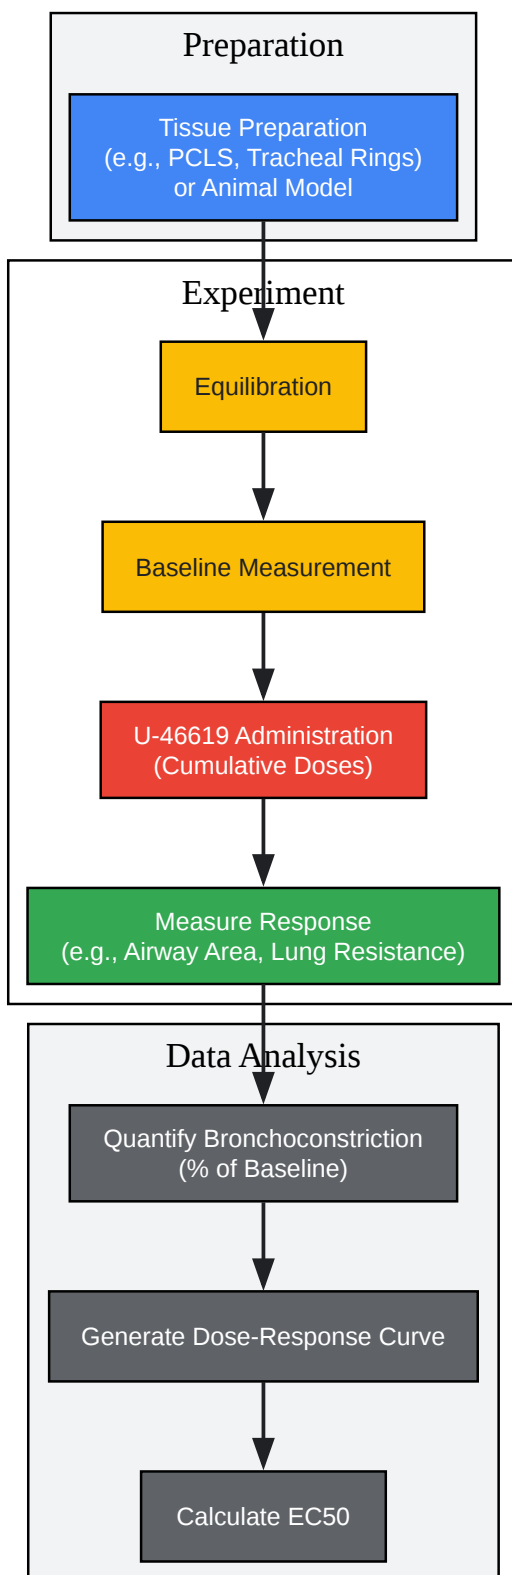 Preparation
Tissue Preparation
(e.g., PCLS, Tracheal Rings)
or Animal Model
Experiment
Equilibration
Baseline Measurement
U-46619 Administration
(Cumulative Doses)
Measure Response
(e.g., Airway Area, Lung Resistance)
Data Analysis
Quantify Bronchoconstriction
(% of Baseline)
Generate Dose-Response Curve
Calculate EC50